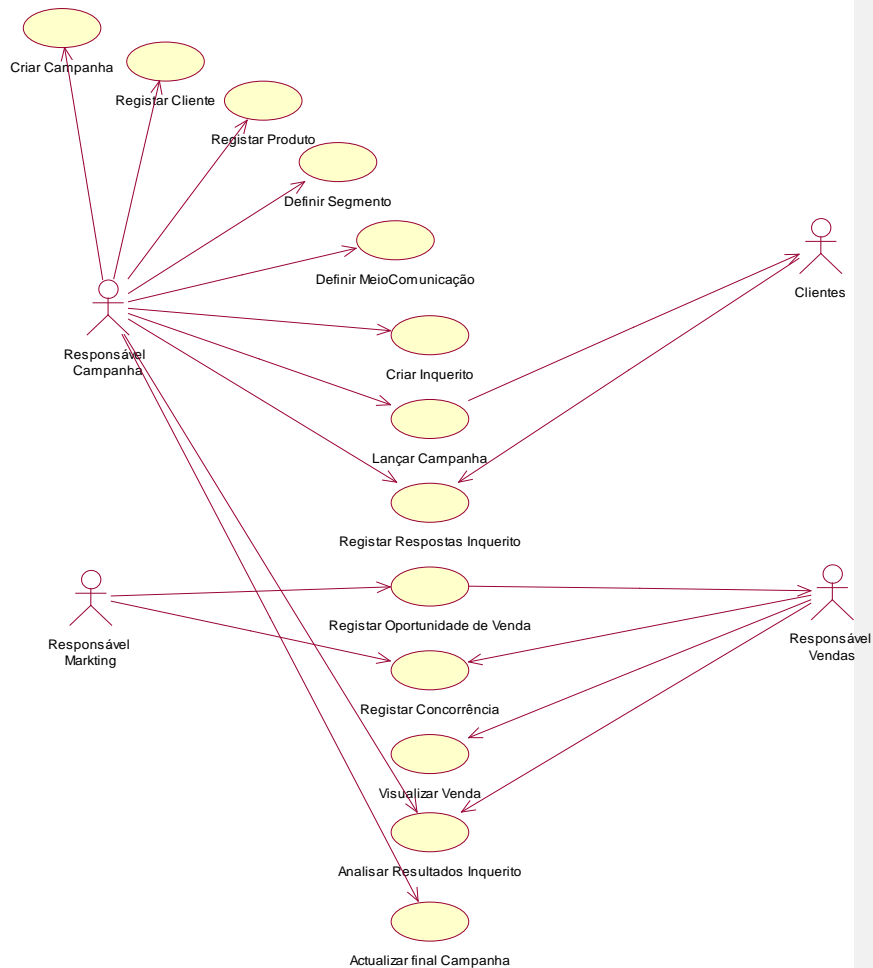 Criar Campanha
Registar Cliente
Registar Produto
Definir Segmento
Definir MeioComunicação
Clientes
Responsável
Campanha
Criar Inquerito
Lançar Campanha
Registar Respostas Inquerito
Registar Oportunidade de Venda
Responsável
Markting
Responsável
Vendas
Registar Concorrência
Visualizar Venda
Analisar Resultados Inquerito
Actualizar final Campanha